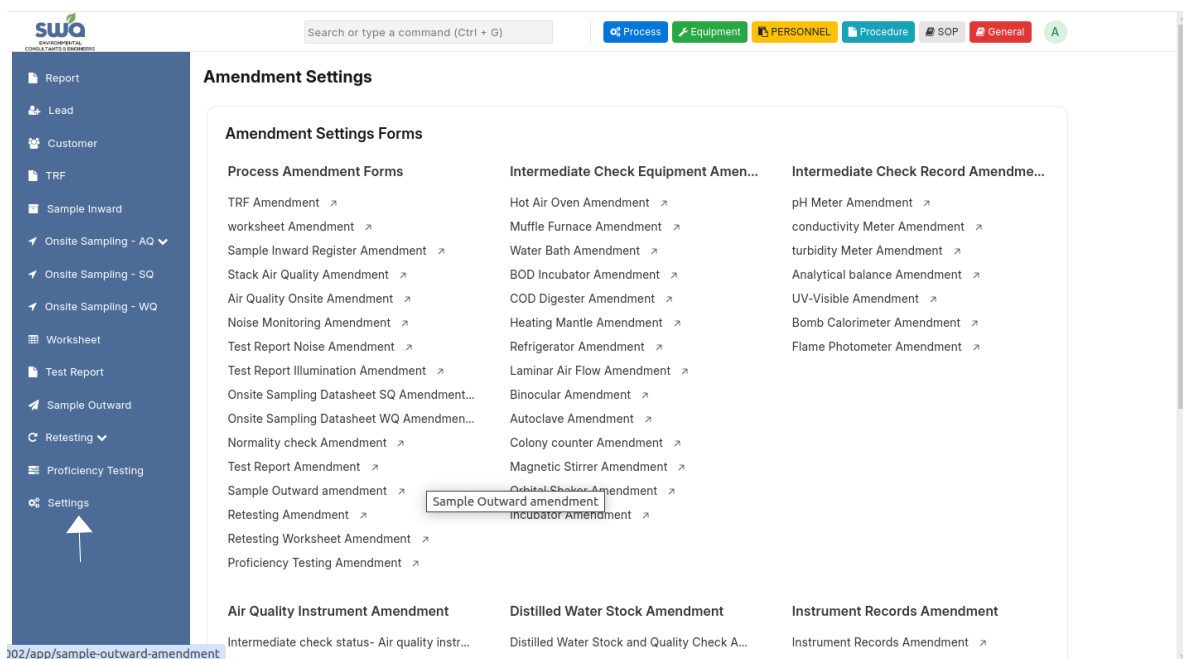 swa
ENVIRONMENTAL
CONSULTANTS & ENGINEERS
Search or type a command (Ctrl + G)
Process
Equipment
PERSONNEL
Procedure
SOP
General
A
Report
Lead
Customer
TRF
Sample Inward
Onsite Sampling - AQ
Onsite Sampling - SQ
Onsite Sampling - WQ
Worksheet
Test Report
Sample Outward
Retesting
Proficiency Testing
Settings
Amendment Settings
Amendment Settings Forms
Process Amendment Forms
TRF Amendment
worksheet Amendment
Sample Inward Register Amendment
Stack Air Quality Amendment
Air Quality Onsite Amendment
Noise Monitoring Amendment
Test Report Noise Amendment
Test Report Illumination Amendment
Onsite Sampling Datasheet SQ Amendment...
Onsite Sampling Datasheet WQ Amendmen...
Normality check Amendment
Test Report Amendment
Sample Outward amendment
Retesting Amendment
Retesting Worksheet Amendment
Proficiency Testing Amendment
Intermediate Check Equipment Amen...
Hot Air Oven Amendment
Muffle Furnace Amendment
Water Bath Amendment
BOD Incubator Amendment
COD Digester Amendment
Heating Mantle Amendment
Refrigerator Amendment
Laminar Air Flow Amendment
Binocular Amendment
Autoclave Amendment
Colony counter Amendment
Magnetic Stirrer Amendment
Orbital Shaker Amendment
Incubator Amendment
Sample Outward amendment
Intermediate Check Record Amendme...
pH Meter Amendment
conductivity Meter Amendment
turbidity Meter Amendment
Analytical balance Amendment
UV-Visible Amendment
Bomb Calorimeter Amendment
Flame Photometer Amendment
Air Quality Instrument Amendment
Intermediate check status- Air quality instr...
Distilled Water Stock Amendment
Distilled Water Stock and Quality Check A...
Instrument Records Amendment
Instrument Records Amendment
002/app/sample-outward-amendment